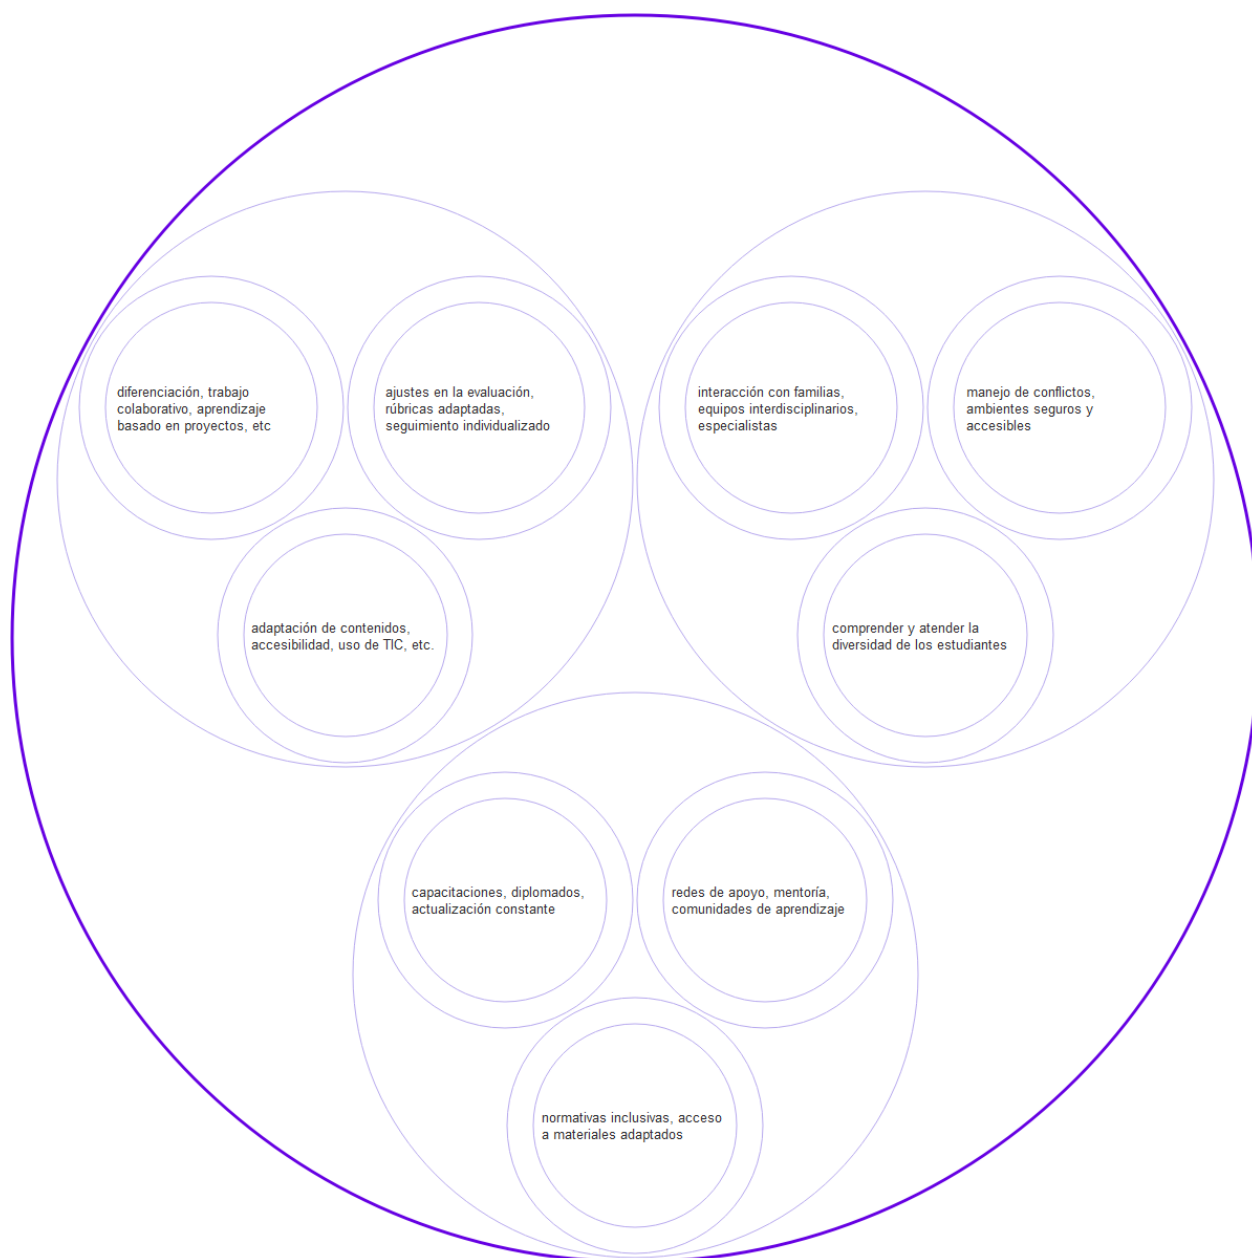 diferenciación, trabajo
colaborativo, aprendizaje
basado en proyectos, etc
ajustes en la evaluación,
rúbricas adaptadas,
seguimiento individualizado
interacción con familias,
equipos interdisciplinarios,
especialistas
manejo de conflictos,
ambientes seguros y
accesibles
adaptación de contenidos,
accesibilidad, uso de TIC, etc.
comprender y atender la
diversidad de los estudiantes
capacitaciones, diplomados,
actualización constante
redes de apoyo, mentoría,
comunidades de aprendizaje
normativas inclusivas, acceso
a materiales adaptados